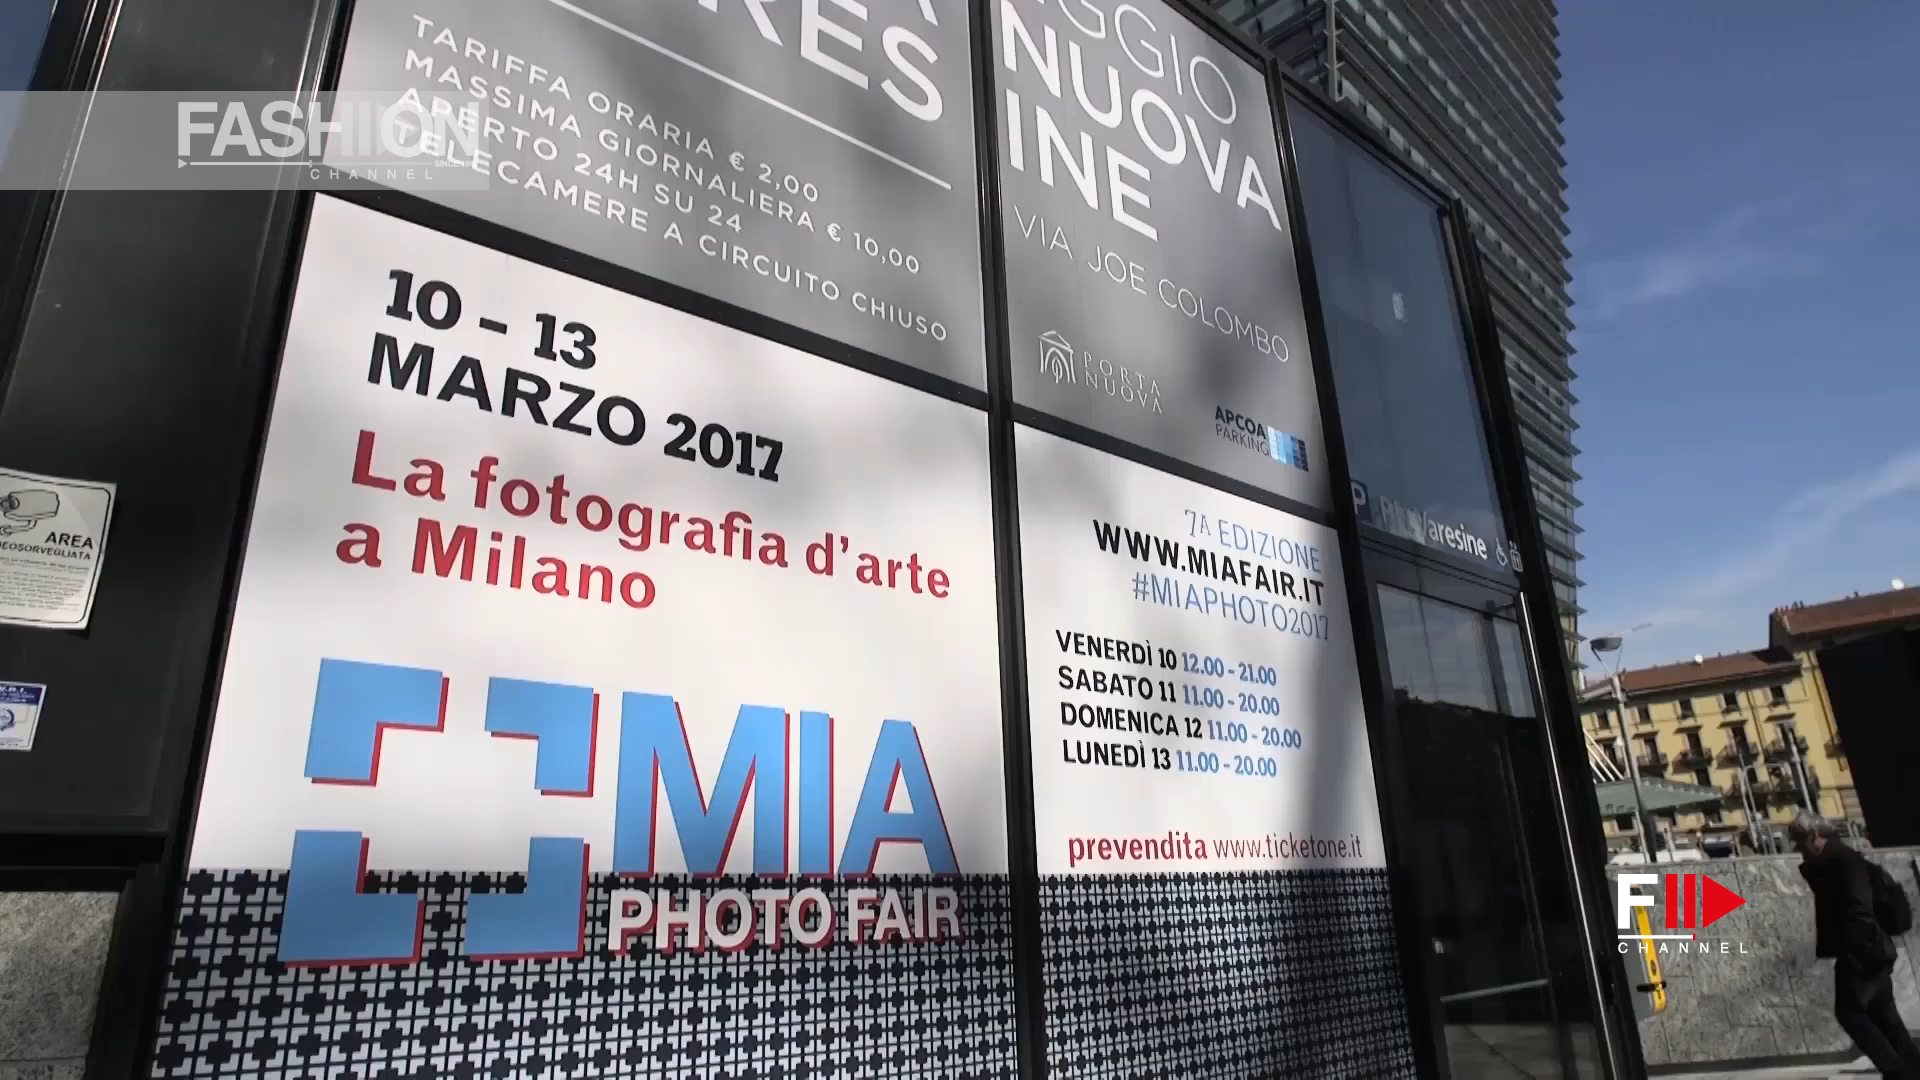 RES
TARIFFA ORARIA € 2,00
MASSIMA GIORNALIERA € 10,00
APERTO 24H SU 24
TELECAMERE A CIRCUITO CHIUSO
FASHION
SINCE
CHANNEL
GGIO
NUOVA
INE
VIA JOE COLOMBO
PORTA
NUOVA
APCOA
PARKING
10 - 13
MARZO 2017
La fotografia d'arte
a Milano
MIA
PHOTO FAIR
7A EDIZIONE
WWW.MIAFAIR.IT
#MIAPHOTO2017
VENERDÌ 10 12.00 - 21.00
SABATO 11 11.00 - 20.00
DOMENICA 12 11.00 - 20.00
LUNEDÌ 13 11.00 - 20.00
prevendita www.ticketone.it
P
Varesine
AREA
VIDEOSORVEGLIATA
F
CHANNEL